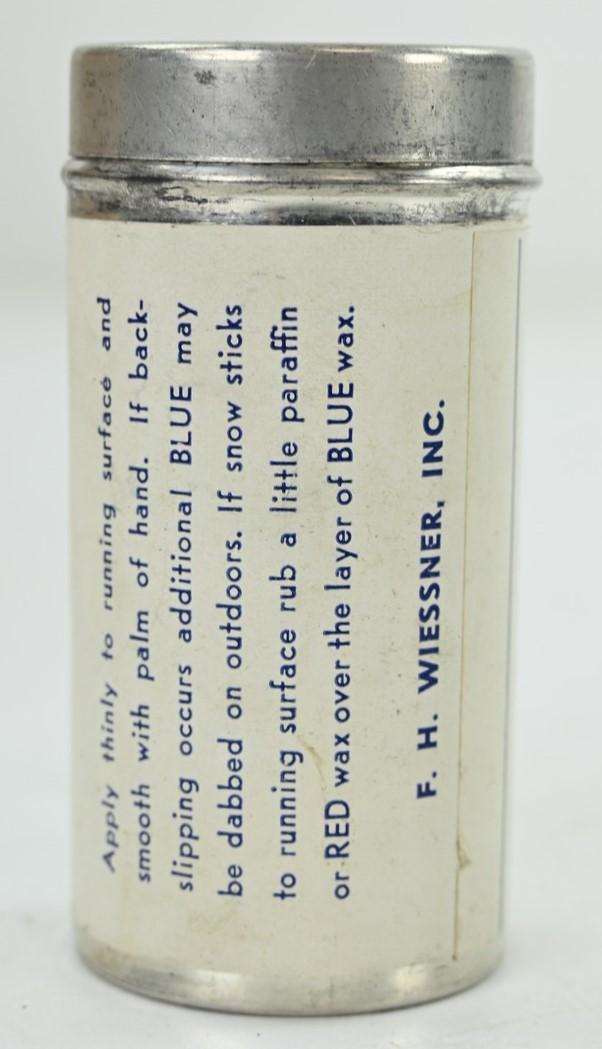 Apply thinly to running surface and
smooth with palm of hand. If back-
slipping occurs additional BLUE may
be dabbed on outdoors. If snow sticks
to running surface rub a little paraffin
or RED wax over the layer of BLUE wax.
F. H. WIESSNER, INC.